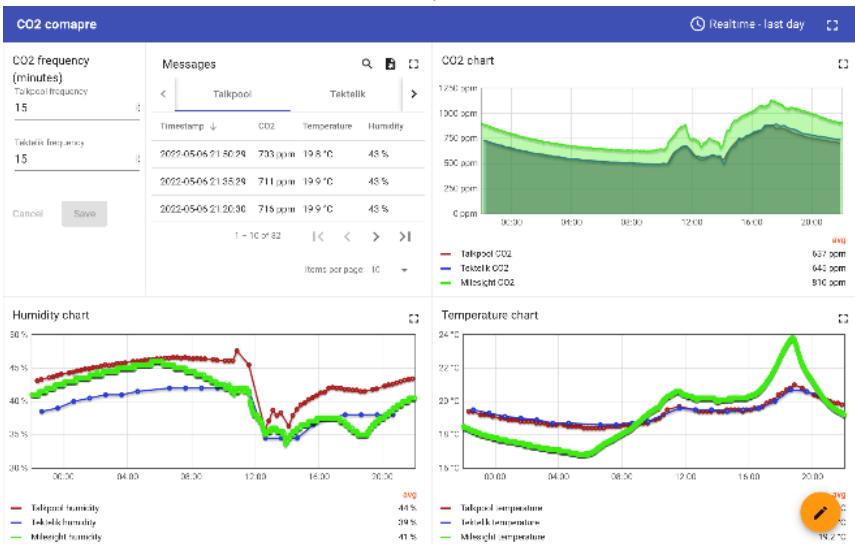 CO2 comapre
Realtime - last day
CO2 frequency
(minutes)
Talkpool frequency
15
Tektelik frequency
15
Cancel Save
Messages
Talkpool Tektelik
Timestamp CO2 Temperature Humidity
2022-05-06 21:50:29 703 ppm 19.8 °C 43 %
2022-05-06 21:35:29 711 ppm 19.9 °C 43 %
2022-05-06 21:20:30 716 ppm 19.9 °C 43 %
1 – 10 of 82
Items per page: 10
CO2 chart
1250 ppm
1000 ppm
750 ppm
500 ppm
250 ppm
0 ppm
00:00 04:00 08:00 12:00 16:00 20:00
avg
Talkpool CO2 637 ppm
Tektelik CO2 645 ppm
Milesight CO2 810 ppm
Humidity chart
50 %
45 %
40 %
35 %
30 %
00:00 04:00 08:00 12:00 16:00 20:00
avg
Talkpool humidity 44 %
Tektelik humidity 39 %
Milesight humidity 41 %
Temperature chart
24 °C
22 °C
20 °C
18 °C
16 °C
00:00 04:00 08:00 12:00 16:00 20:00
avg
Talkpool temperature
Tektelik temperature
Milesight temperature 19.2 °C